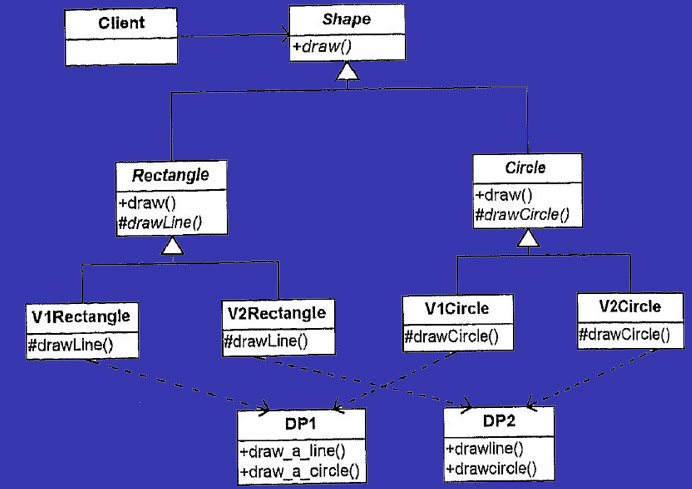 Client
Shape
+draw()
Rectangle
+draw()
#drawLine()
Circle
+draw()
#drawCircle()
V1Rectangle
#drawLine()
V2Rectangle
#drawLine()
V1Circle
#drawCircle()
V2Circle
#drawCircle()
DP1
+draw_a_line()
+draw_a_circle()
DP2
+drawline()
+drawcircle()